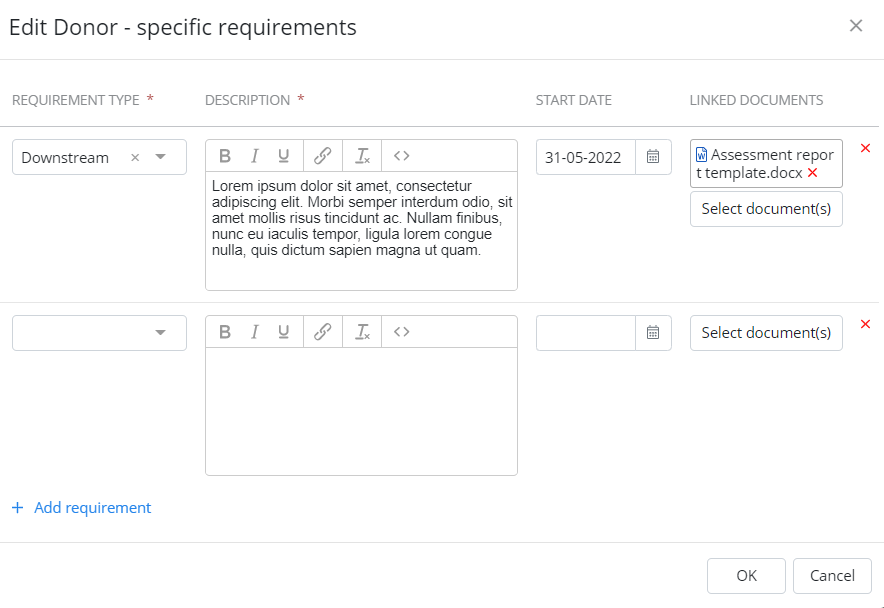 Edit Donor - specific requirements
REQUIREMENT TYPE * DESCRIPTION * START DATE LINKED DOCUMENTS
Downstream
B I U Tx <>
Lorem ipsum dolor sit amet, consectetur
adipiscing elit. Morbi semper interdum odio, sit
amet mollis risus tincidunt ac. Nullam finibus,
nunc eu iaculis tempor, ligula lorem congue
nulla, quis dictum sapien magna ut quam.
31-05-2022
Assessment repor
t template.docx
Select document(s)
B I U Tx <>
Select document(s)
+ Add requirement
OK Cancel